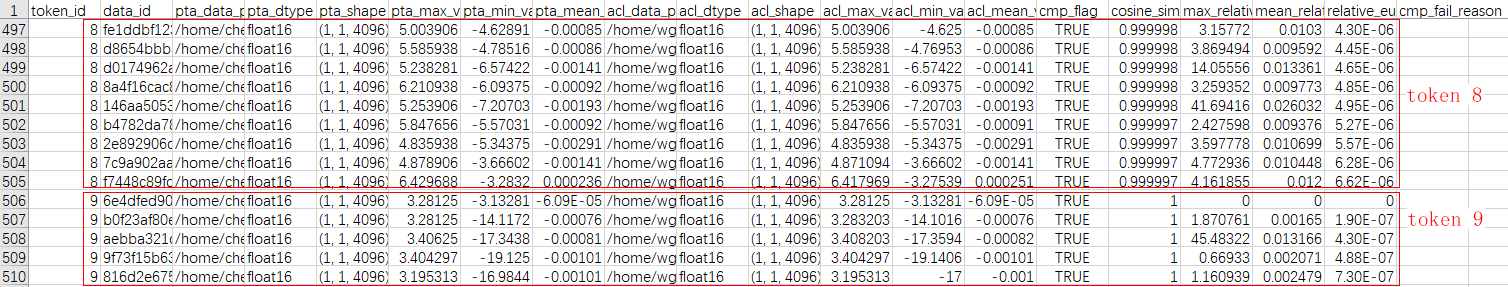 1 token_id data_id pta_data_p pta_dtype pta_shape pta_max_v pta_min_va pta_mean_ acl_data_p acl_dtype acl_shape acl_max_va acl_min_va acl_mean_v cmp_flag cosine_sim max_relativ mean_rela relative_eu cmp_fail_reason
497 8 fe1ddbf123 /home/che float16 (1, 1, 4096) 5.003906 -4.62891 -0.00085 /home/wg float16 (1, 1, 4096) 5.003906 -4.625 -0.00085 TRUE 0.999998 3.15772 0.0103 4.30E-06
498 8 d8654bbb /home/che float16 (1, 1, 4096) 5.585938 -4.78516 -0.00086 /home/wg float16 (1, 1, 4096) 5.585938 -4.76953 -0.00086 TRUE 0.999998 3.869494 0.009592 4.45E-06
499 8 d0174962a /home/che float16 (1, 1, 4096) 5.238281 -6.57422 -0.00141 /home/wg float16 (1, 1, 4096) 5.238281 -6.57422 -0.00141 TRUE 0.999998 14.05556 0.013361 4.65E-06
500 8 8a4f16cac8 /home/che float16 (1, 1, 4096) 6.210938 -6.09375 -0.00092 /home/wg float16 (1, 1, 4096) 6.210938 -6.09375 -0.00092 TRUE 0.999998 3.259352 0.009773 4.85E-06
token 8
501 8 146aa5053 /home/che float16 (1, 1, 4096) 5.253906 -7.20703 -0.00193 /home/wg float16 (1, 1, 4096) 5.253906 -7.20703 -0.00193 TRUE 0.999998 41.69416 0.026032 4.95E-06
502 8 b4782da78 /home/che float16 (1, 1, 4096) 5.847656 -5.57031 -0.00092 /home/wg float16 (1, 1, 4096) 5.847656 -5.57031 -0.00091 TRUE 0.999997 2.427598 0.009376 5.27E-06
503 8 2e892906c /home/che float16 (1, 1, 4096) 4.835938 -5.34375 -0.00291 /home/wg float16 (1, 1, 4096) 4.835938 -5.34375 -0.00291 TRUE 0.999997 3.597778 0.010699 5.57E-06
504 8 7c9a902aa /home/che float16 (1, 1, 4096) 4.878906 -3.66602 -0.00141 /home/wg float16 (1, 1, 4096) 4.871094 -3.66602 -0.00141 TRUE 0.999997 4.772936 0.010448 6.28E-06
505 8 f7448c89fc /home/che float16 (1, 1, 4096) 6.429688 -3.2832 0.000236 /home/wg float16 (1, 1, 4096) 6.417969 -3.27539 0.000251 TRUE 0.999997 4.161855 0.012 6.62E-06
506 9 6e4dfed90 /home/che float16 (1, 1, 4096) 3.28125 -3.13281 -6.09E-05 /home/wg float16 (1, 1, 4096) 3.28125 -3.13281 -6.09E-05 TRUE 1 0 0 0
507 9 b0f23af80e /home/che float16 (1, 1, 4096) 3.28125 -14.1172 -0.00076 /home/wg float16 (1, 1, 4096) 3.283203 -14.1016 -0.00076 TRUE 1 1.870761 0.00165 1.90E-07
token 9
508 9 aebba321c /home/che float16 (1, 1, 4096) 3.40625 -17.3438 -0.00081 /home/wg float16 (1, 1, 4096) 3.408203 -17.3594 -0.00082 TRUE 1 45.48322 0.013166 4.30E-07
509 9 9f73f15b63 /home/che float16 (1, 1, 4096) 3.404297 -19.125 -0.00101 /home/wg float16 (1, 1, 4096) 3.404297 -19.1406 -0.00101 TRUE 1 0.66933 0.002071 4.88E-07
510 9 816d2e675 /home/che float16 (1, 1, 4096) 3.195313 -16.9844 -0.00101 /home/wg float16 (1, 1, 4096) 3.195313 -17 -0.001 TRUE 1 1.160939 0.002479 7.30E-07